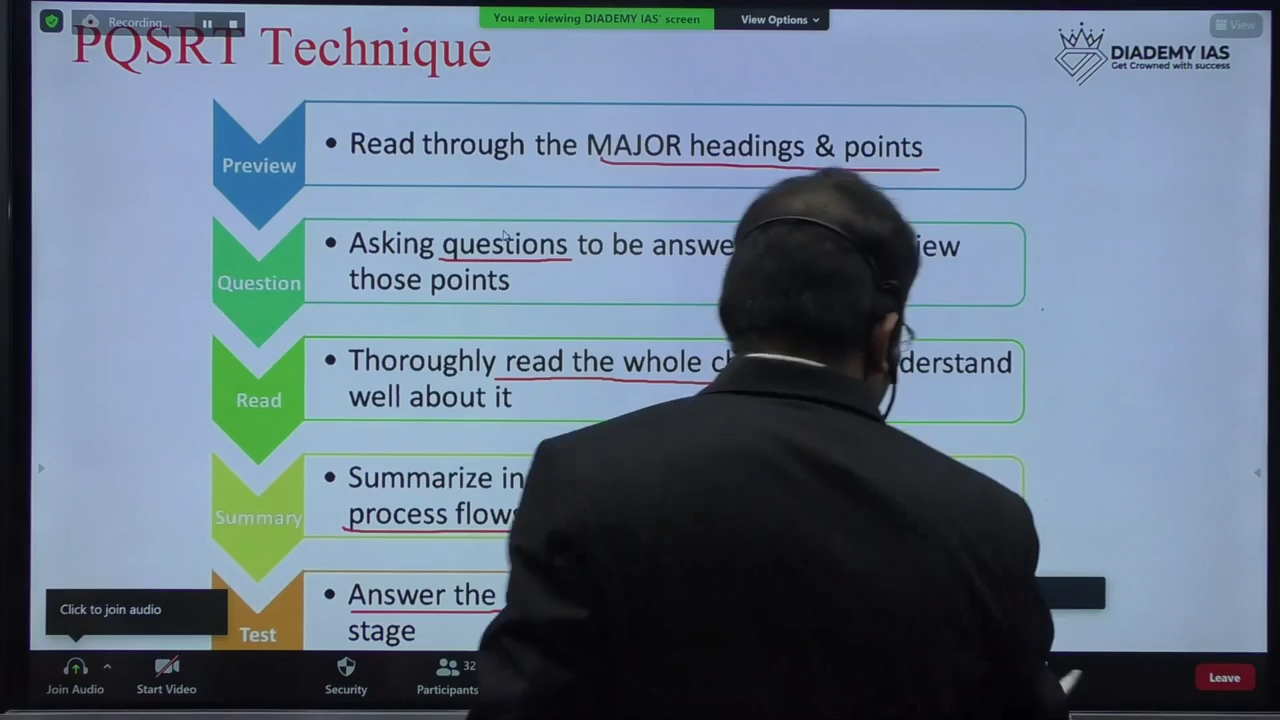 Recording...
You are viewing DIADEMY IAS' screen
View Options
View
PQSRT Technique
DIADEMY IAS
Get Crowned with success
Preview
• Read through the MAJOR headings & points
Question
• Asking questions to be answe iew
those points
Read
• Thoroughly read the whole derstand
well about it
Summary
• Summarize in
process flow
Test
• Answer the
stage
Click to join audio
Join Audio
Start Video
Security
32
Participants
Leave